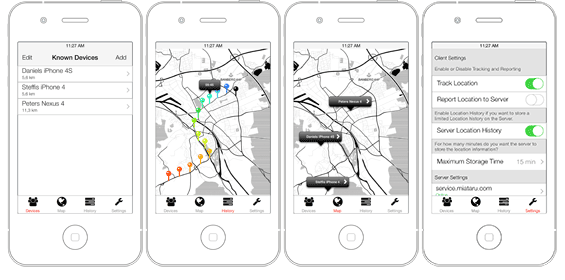 11:27 AM
Edit
Known Devices
Add
Daniels iPhone 4S
5,8 km
Steffis iPhone 4
5,8 km
Peters Nexus 4
11,3 km
Devices
Map
History
Settings
11:27 AM
BAMBERG
Devices
Map
History
Settings
11:27 AM
Peters Nexus 4
Daniels iPhone 4S
Steffis iPhone 4
Devices
Map
History
Settings
11:27 AM
Client Settings
Enable or Disable Tracking and Reporting
Track Location
Report Location to Server
Enable Location History if you want to store a
limited Location history on the Server
Server Location History
For how many minutes do you want the server to
store the location information?
Maximum Storage Time
15 min
Server Settings
service.miataru.com
Devices
Map
History
Settings